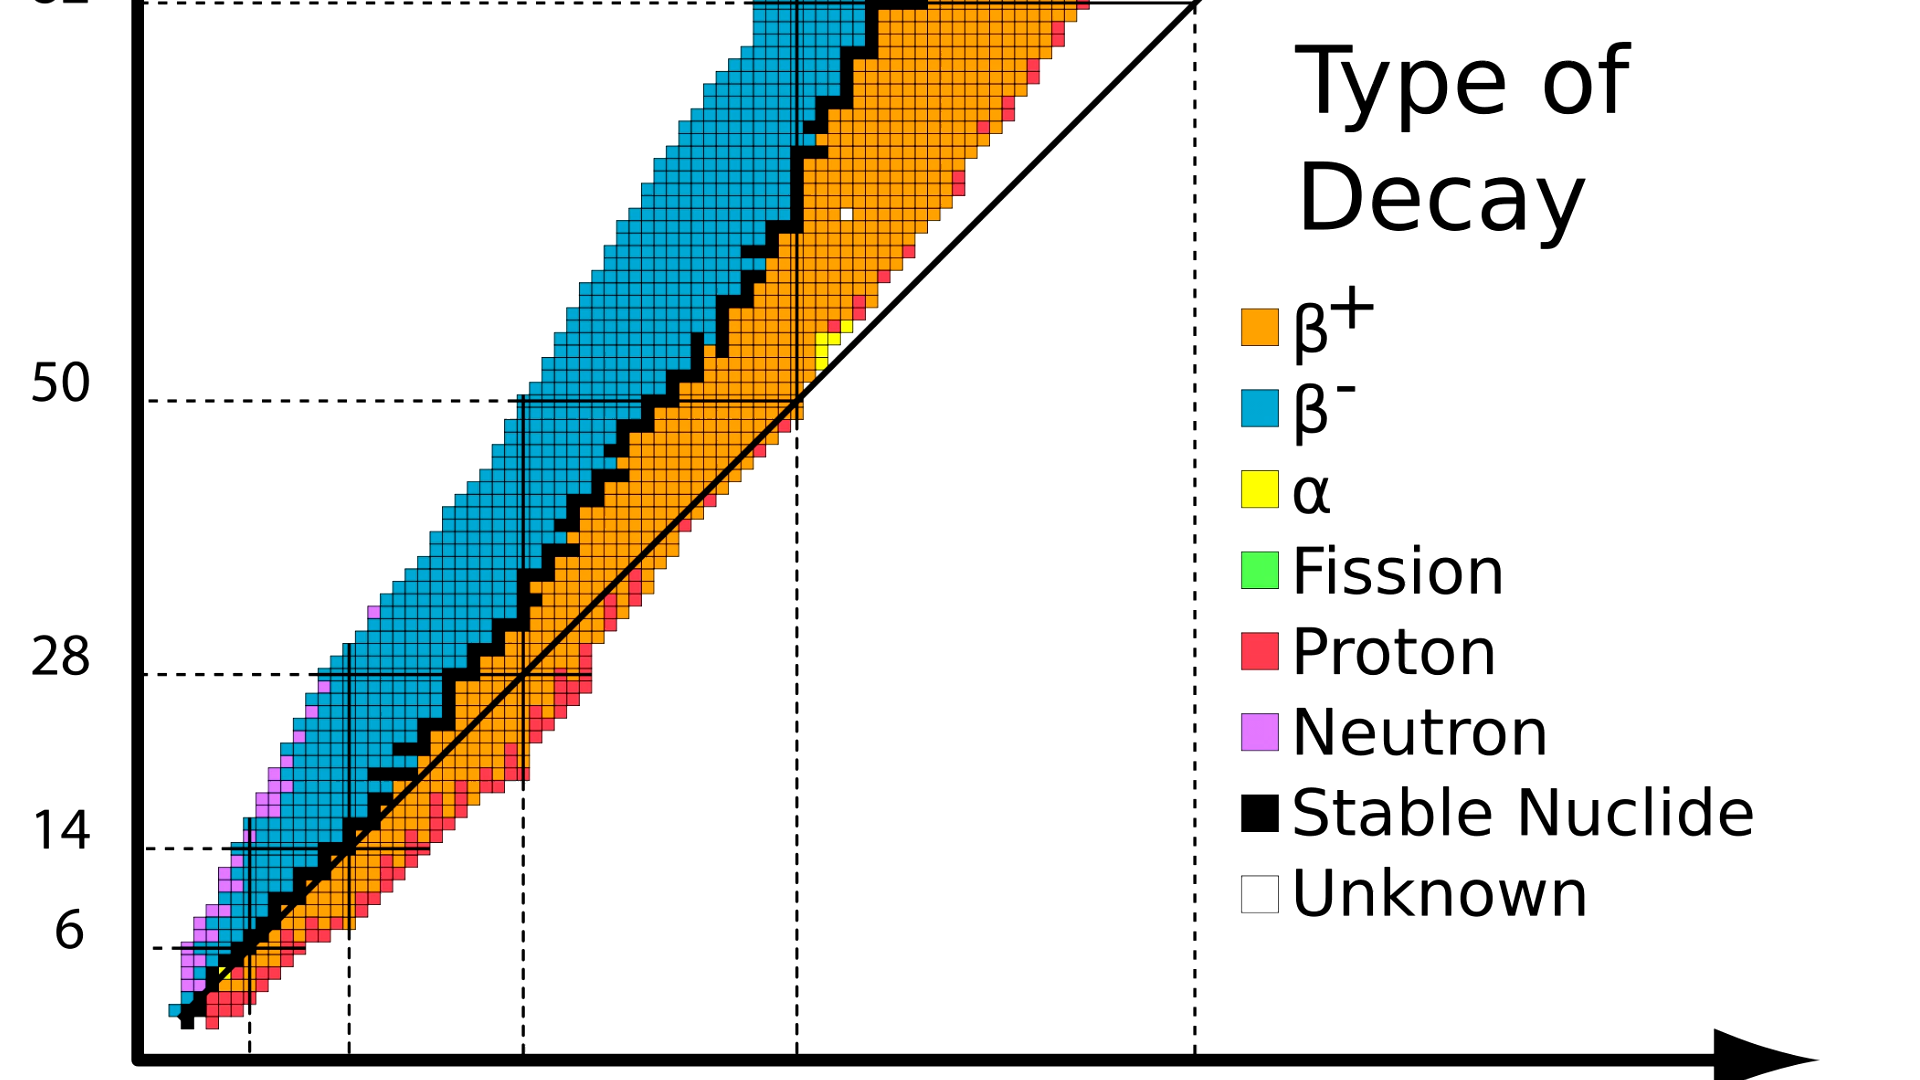 Type of
Decay
β+
β-
α
Fission
Proton
Neutron
Stable Nuclide
Unknown
50
28
14
6